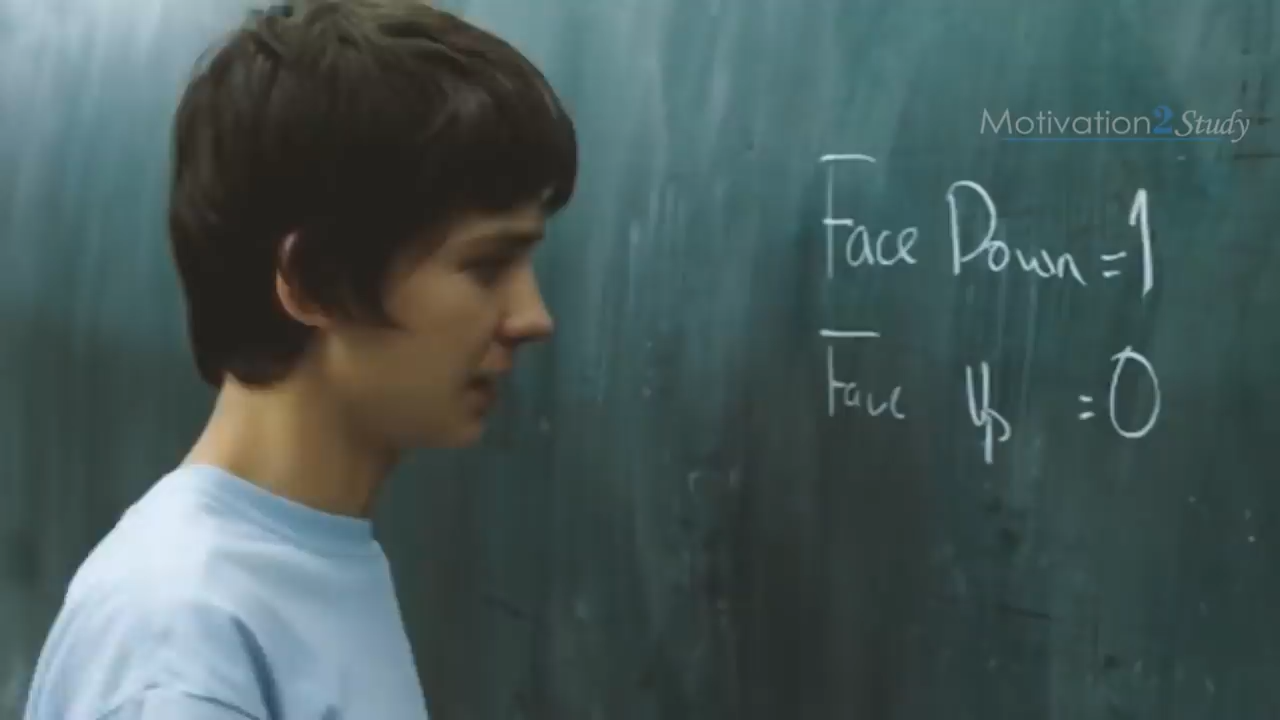 Motivation2Study
Face Down = 1
Face Up = 0